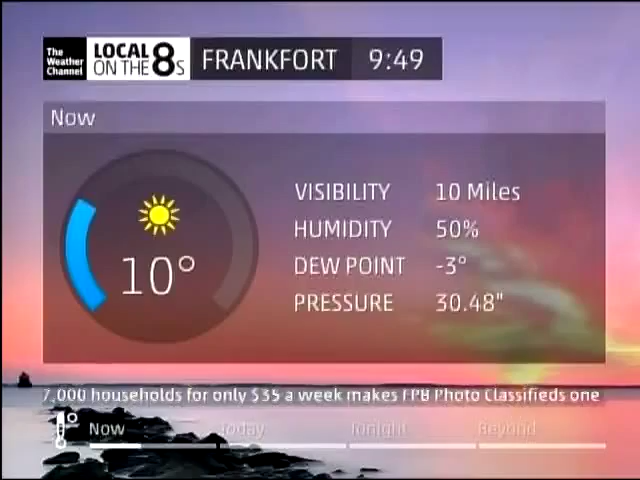 The Weather Channel
LOCAL ON THE 8s
FRANKFORT 9:49
Now
10°
VISIBILITY 10 Miles
HUMIDITY 50%
DEW POINT -3°
PRESSURE 30.48"
7,000 households for only $35 a week makes FPB Photo Classifieds one
Now Today Tonight Beyond